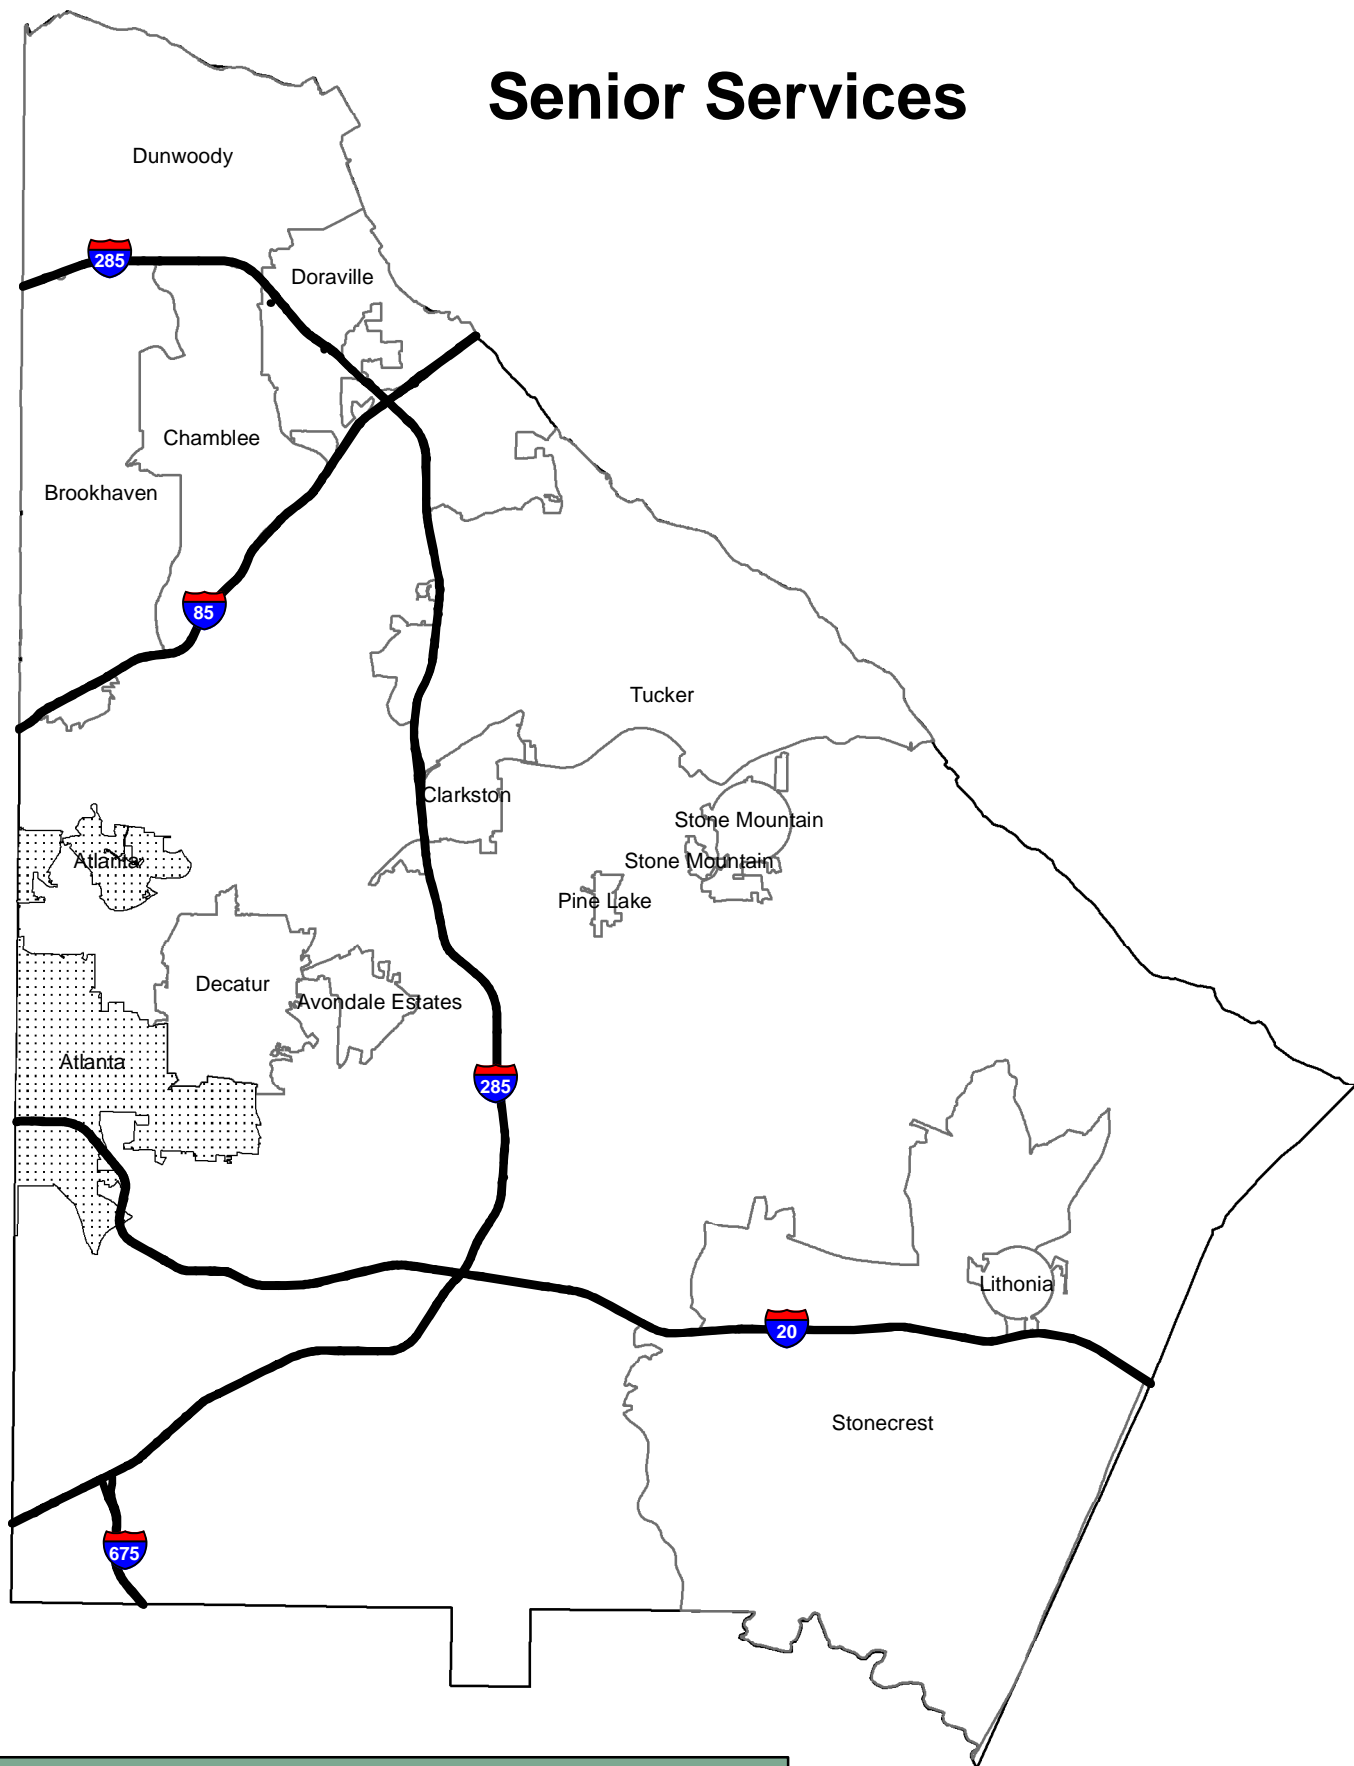 Senior Services
Dunwoody
285
Doraville
Chamblee
Brookhaven
85
Tucker
Clarkston
Stone Mountain
Atlanta
Stone Mountain
Pine Lake
Decatur
Avondale Estates
Atlanta
285
Lithonia
20
Stonecrest
675